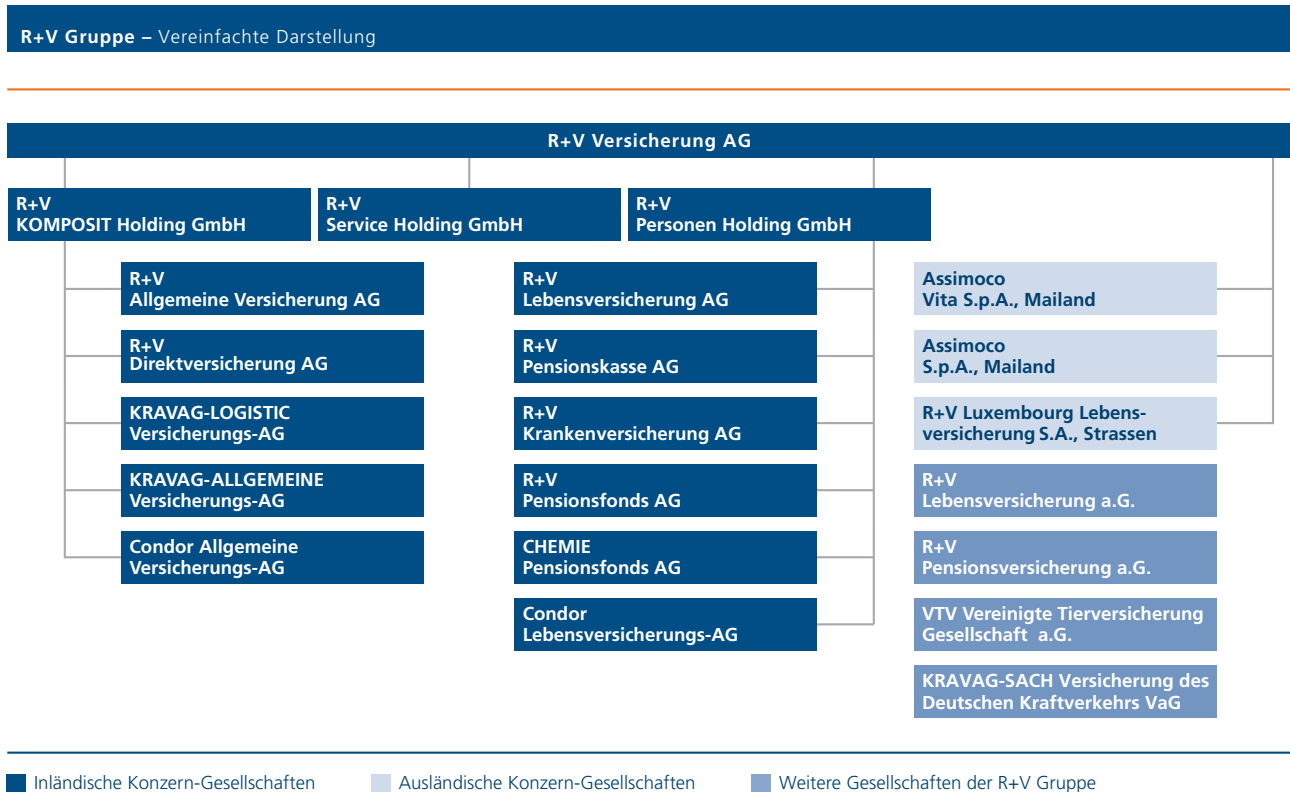 R+V Gruppe – Vereinfachte Darstellung
R+V Versicherung AG
R+V
KOMPOSIT Holding GmbH
R+V
Service Holding GmbH
R+V
Personen Holding GmbH
R+V
Allgemeine Versicherung AG
R+V
Direktversicherung AG
KRAVAG-LOGISTIC
Versicherungs-AG
KRAVAG-ALLGEMEINE
Versicherungs-AG
Condor Allgemeine
Versicherungs-AG
R+V
Lebensversicherung AG
R+V
Pensionskasse AG
R+V
Krankenversicherung AG
R+V
Pensionsfonds AG
CHEMIE
Pensionsfonds AG
Condor
Lebensversicherungs-AG
Assimoco
Vita S.p.A., Mailand
Assimoco
S.p.A., Mailand
R+V Luxembourg Lebens-
versicherung S.A., Strassen
R+V
Lebensversicherung a.G.
R+V
Pensionsversicherung a.G.
VTV Vereinigte Tierversicherung
Gesellschaft a.G.
KRAVAG-SACH Versicherung des
Deutschen Kraftverkehrs VaG
Inländische Konzern-Gesellschaften
Ausländische Konzern-Gesellschaften
Weitere Gesellschaften der R+V Gruppe